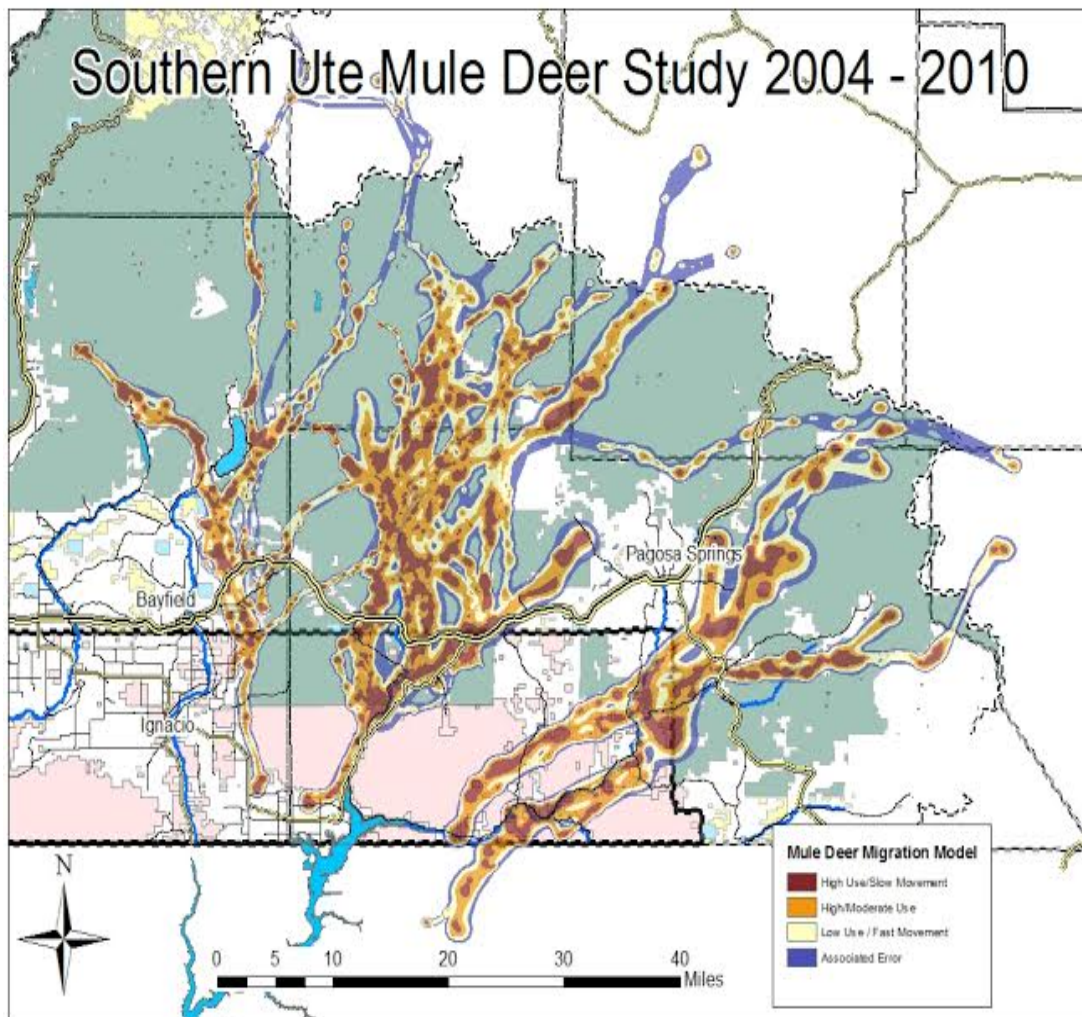 Southern Ute Mule Deer Study 2004 - 2010
Pagosa Springs
Bayfield
Ignacio
N
0 5 10 20 30 40
Miles
Mule Deer Migration Model
High Use/Slow Movement
High/Moderate Use
Low Use / Fast Movement
Associated Error